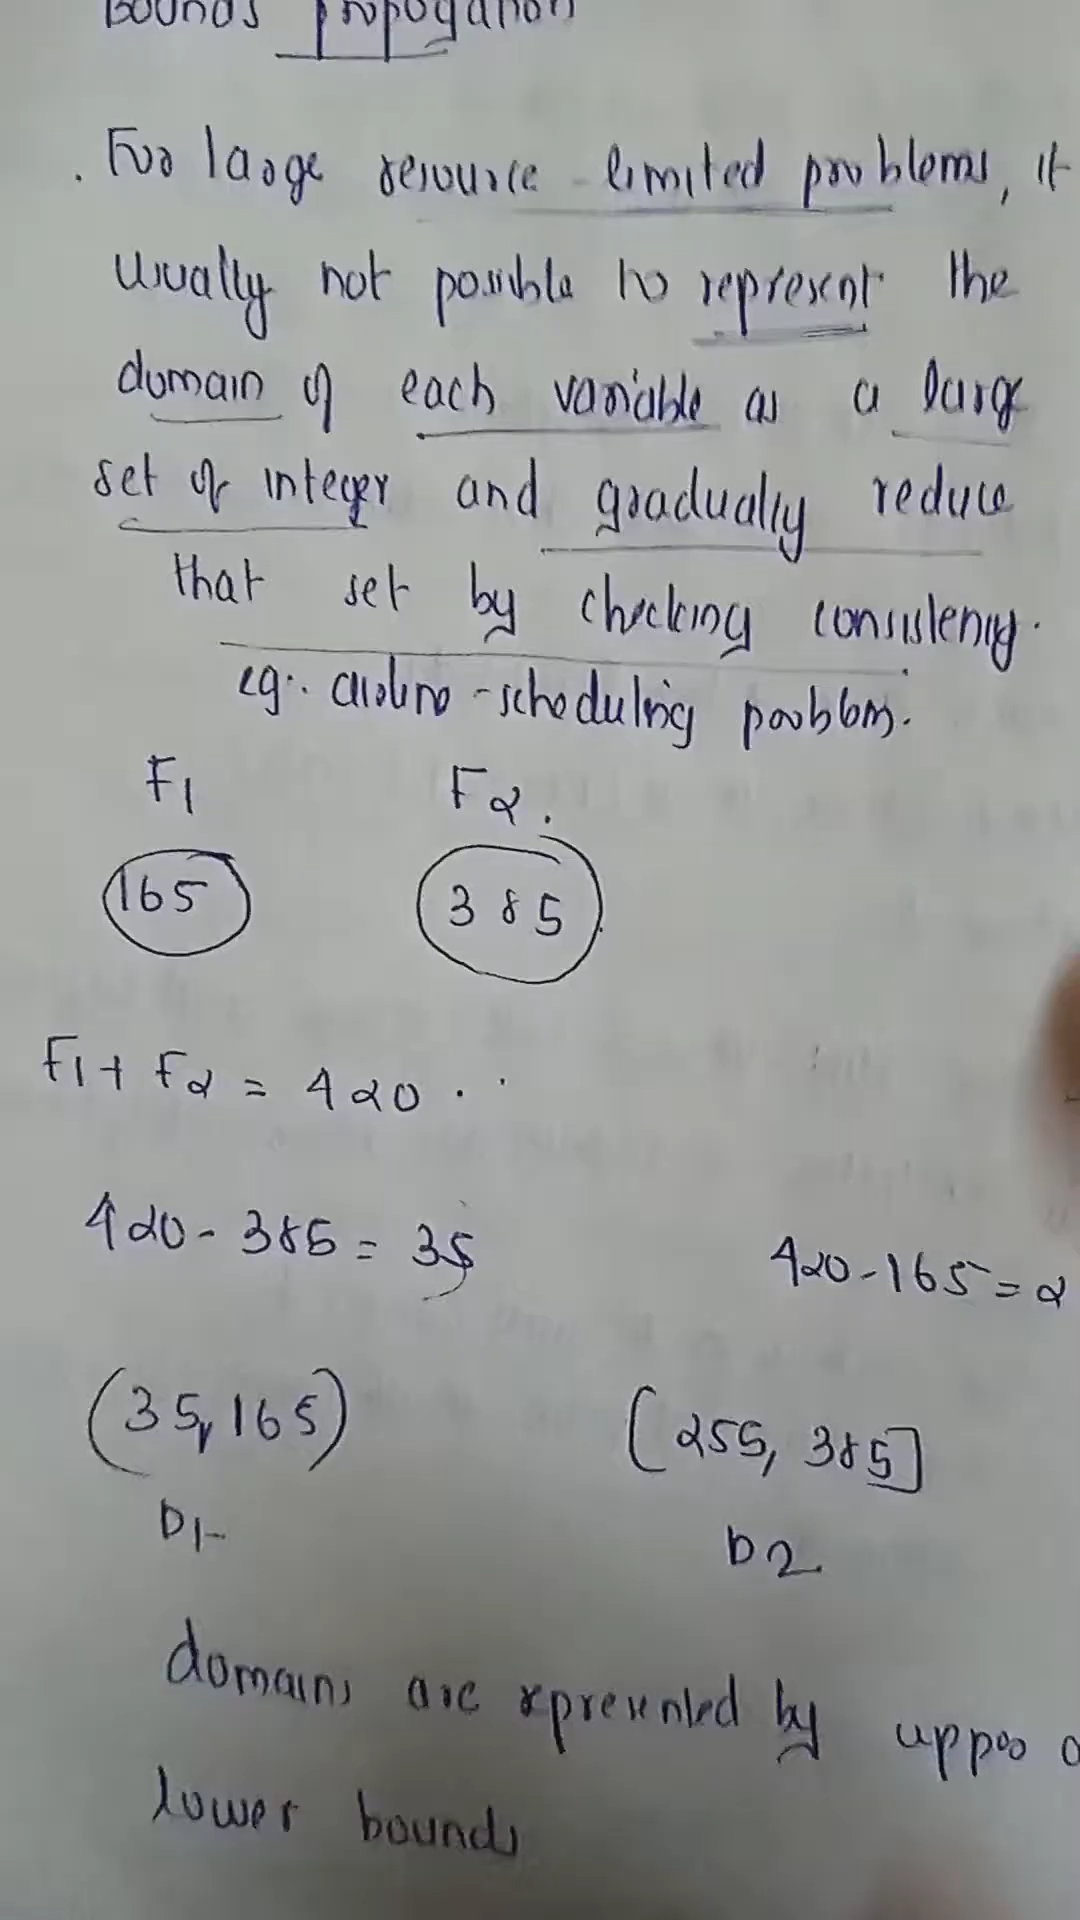 Bounds propogation
. For large resource-limited problems, it
usually not possible to represent the
domain of each variable as a large
set of integer and gradually reduce
that set by checking consistency.
eg:. airline-scheduling problem.
F1 F2.
165 385
F1+ F2 = 420.
420-385=35
420-165=2
(35,165) [255, 385]
D1 D2
domains are represented by upper
lower bounds